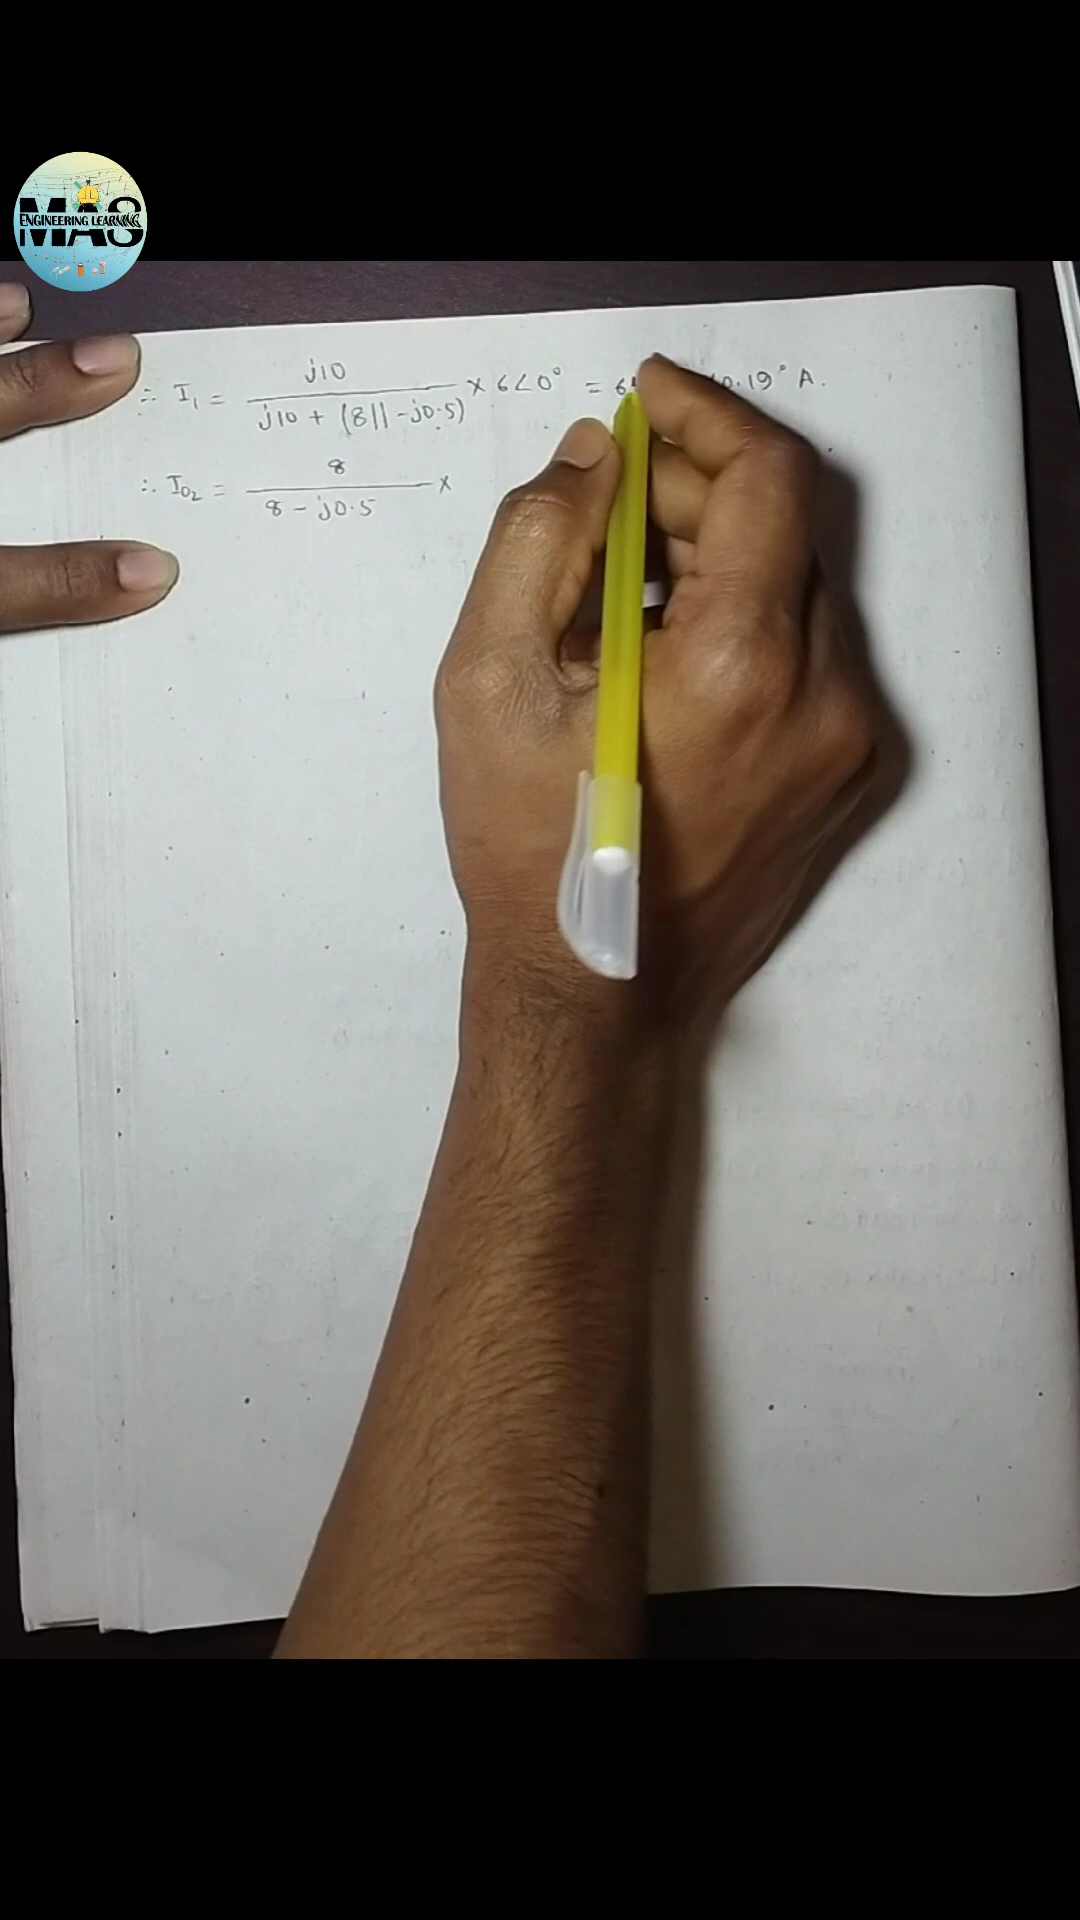 MAS
ENGINEERING LEARNING
∴ I₁ = j10 / (j10 + (8||-j0.5)) × 6∠0° = 6 0.19° A.
∴ I₀₂ = 8 / (8 - j0.5) ×